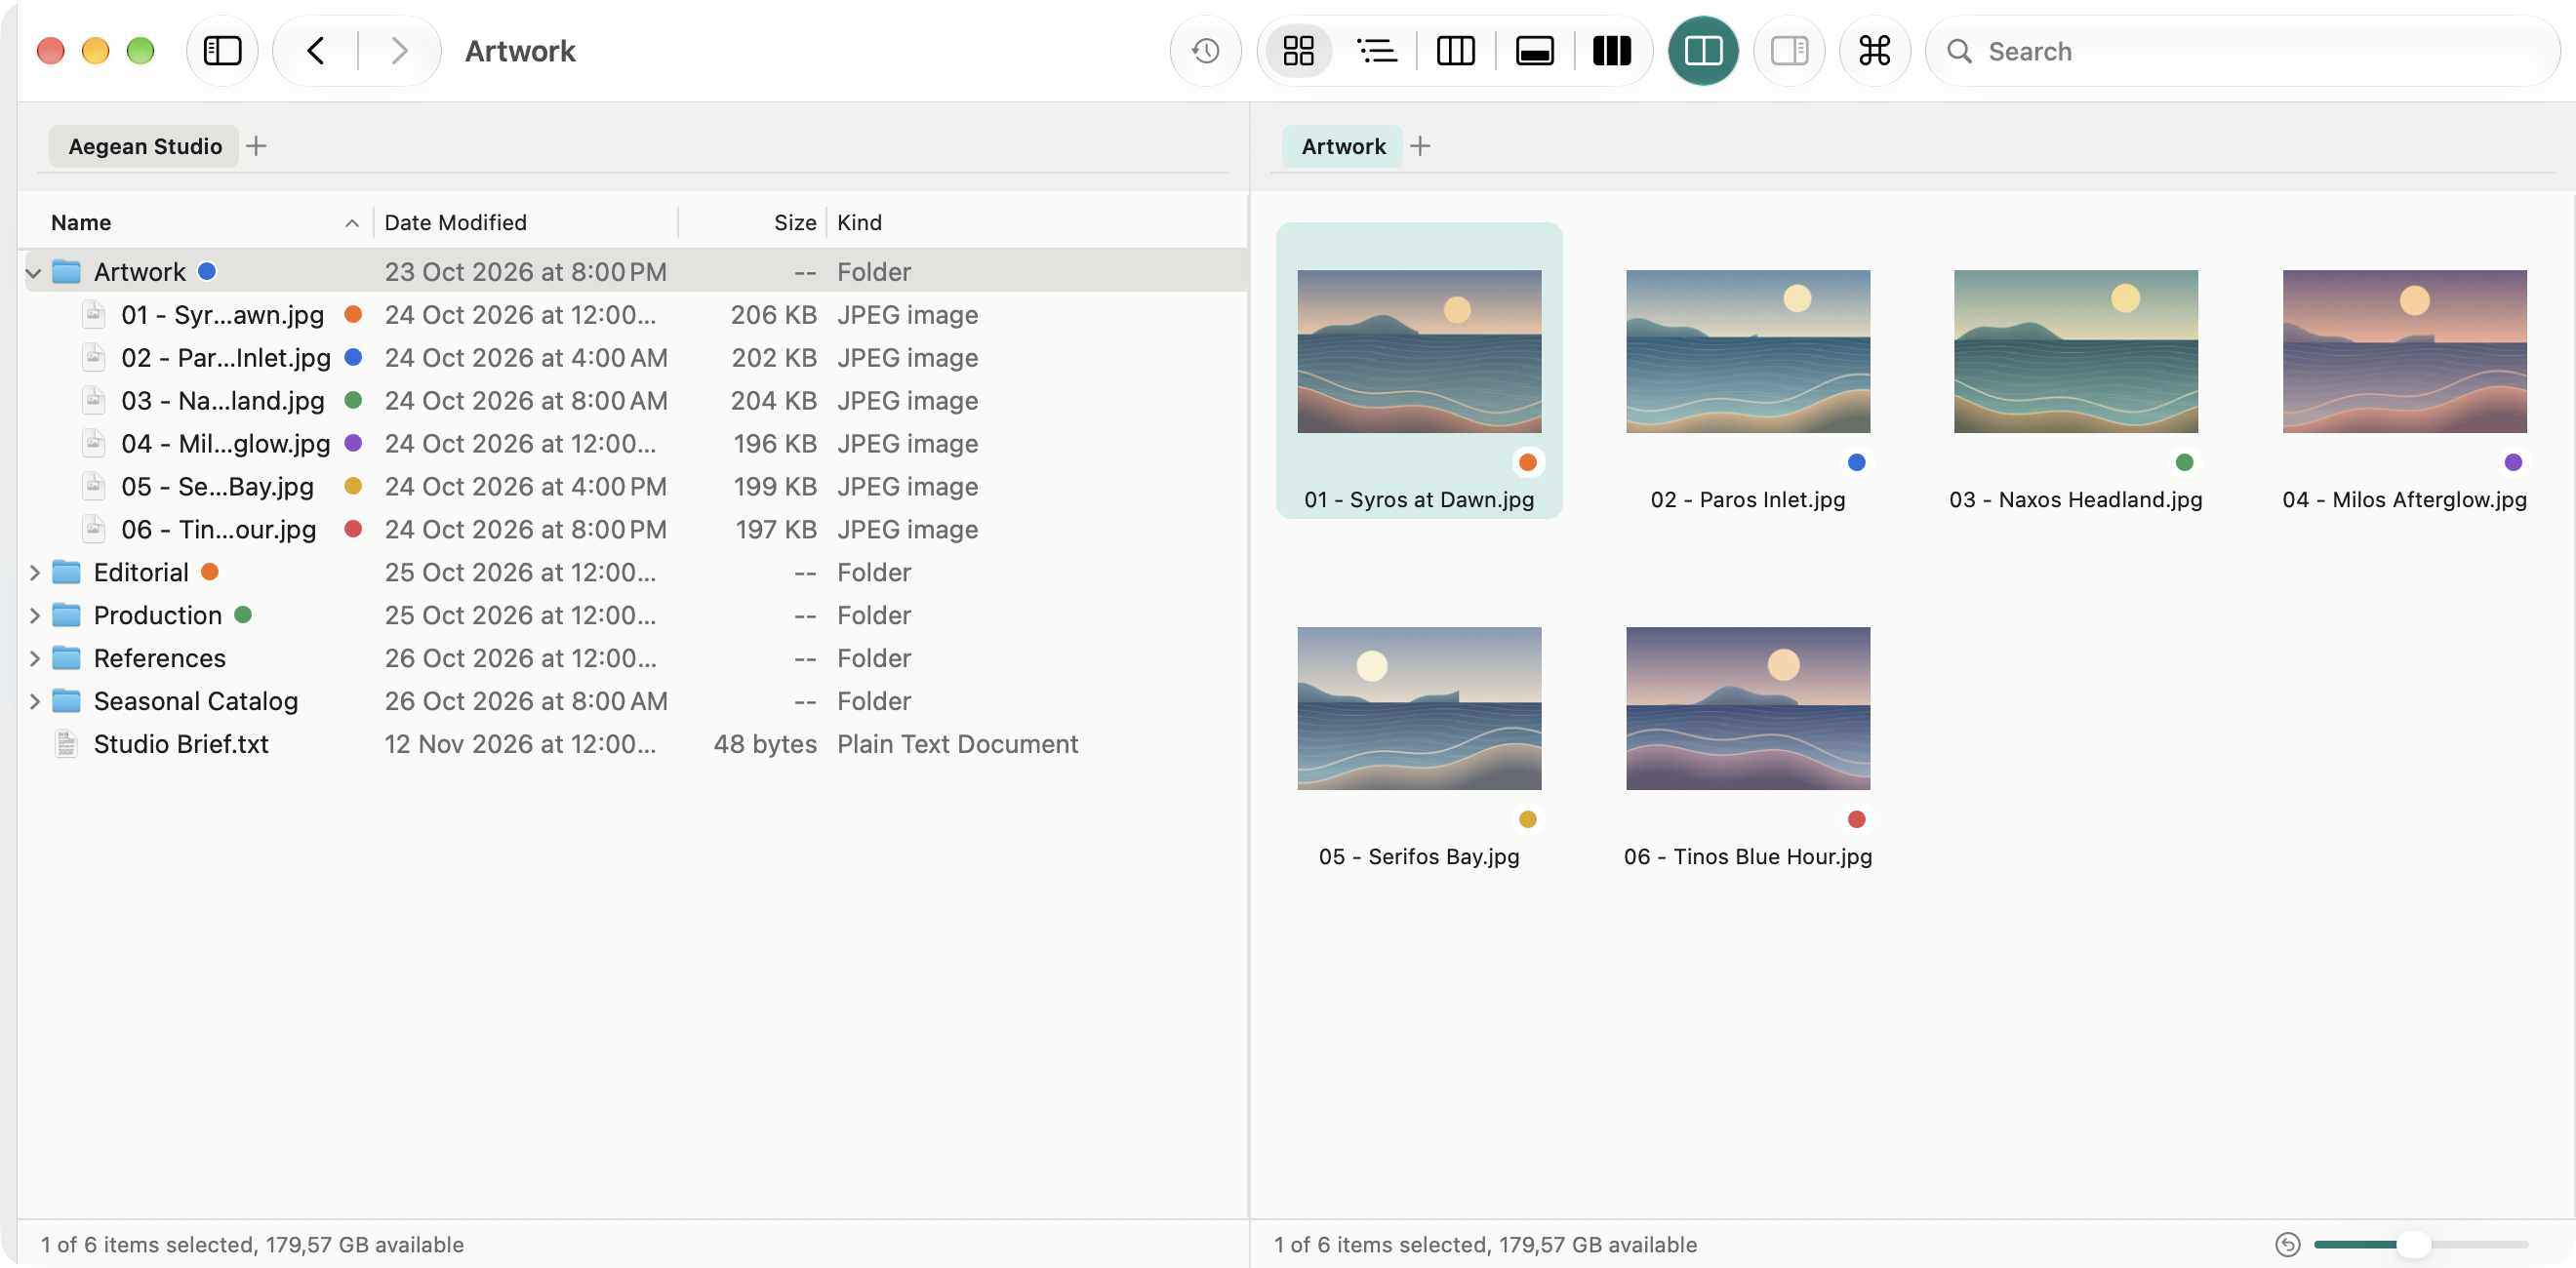 Artwork
Search
Aegean Studio
Name Date Modified Size Kind
Artwork 23 Oct 2026 at 8:00 PM -- Folder
01 - Syr...awn.jpg 24 Oct 2026 at 12:00... 206 KB JPEG image
02 - Par...Inlet.jpg 24 Oct 2026 at 4:00 AM 202 KB JPEG image
03 - Na...land.jpg 24 Oct 2026 at 8:00 AM 204 KB JPEG image
04 - Mil...glow.jpg 24 Oct 2026 at 12:00... 196 KB JPEG image
05 - Se...Bay.jpg 24 Oct 2026 at 4:00 PM 199 KB JPEG image
06 - Tin...our.jpg 24 Oct 2026 at 8:00 PM 197 KB JPEG image
Editorial 25 Oct 2026 at 12:00... -- Folder
Production 25 Oct 2026 at 12:00... -- Folder
References 26 Oct 2026 at 12:00... -- Folder
Seasonal Catalog 26 Oct 2026 at 8:00 AM -- Folder
Studio Brief.txt 12 Nov 2026 at 12:00... 48 bytes Plain Text Document
1 of 6 items selected, 179,57 GB available
Artwork
01 - Syros at Dawn.jpg
02 - Paros Inlet.jpg
03 - Naxos Headland.jpg
04 - Milos Afterglow.jpg
05 - Serifos Bay.jpg
06 - Tinos Blue Hour.jpg
1 of 6 items selected, 179,57 GB available